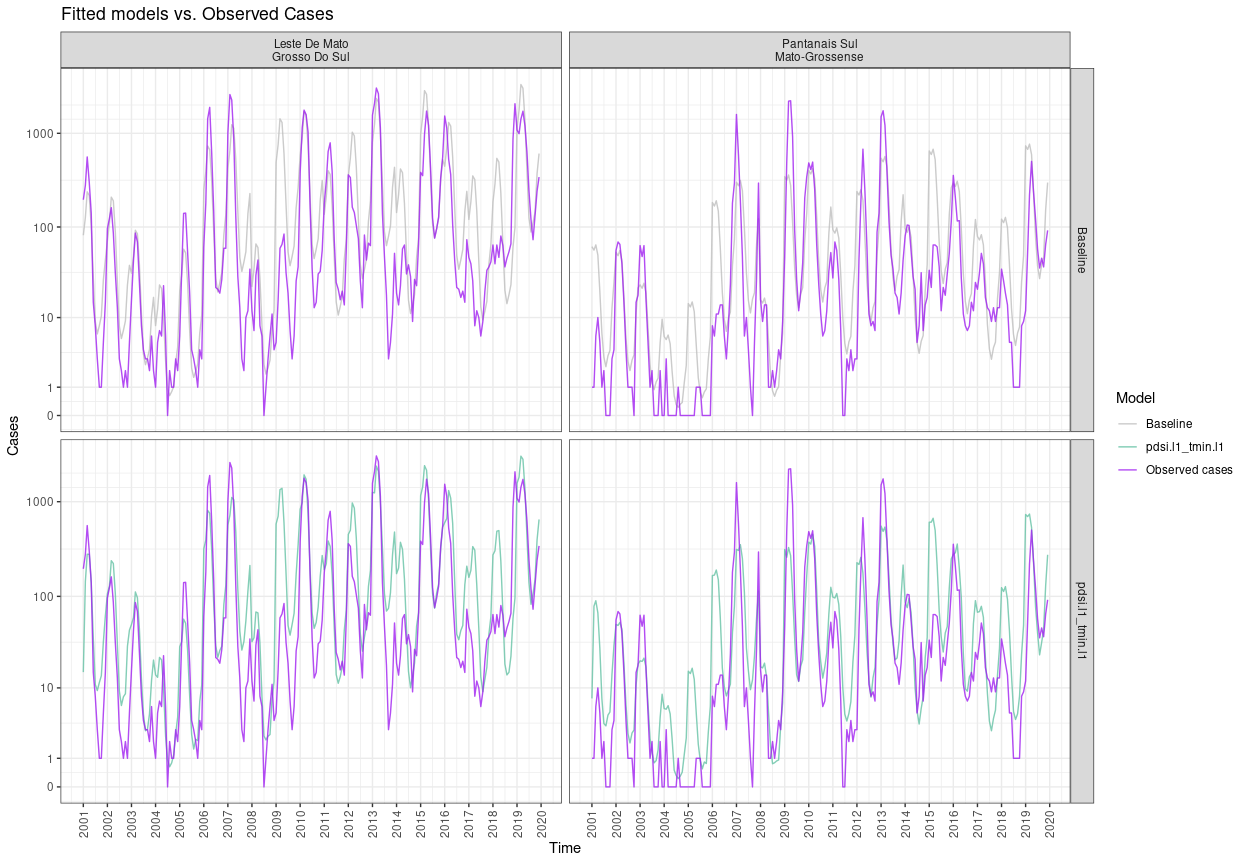 Fitted models vs. Observed Cases
Leste De Mato
Grosso Do Sul
Pantanais Sul
Mato-Grossense
Cases
1000
100
10
1
0
Baseline
1000
100
10
1
0
pdsi.l1_tmin.l1
2001 2002 2003 2004 2005 2006 2007 2008 2009 2010 2011 2012 2013 2014 2015 2016 2017 2018 2019 2020
2001 2002 2003 2004 2005 2006 2007 2008 2009 2010 2011 2012 2013 2014 2015 2016 2017 2018 2019 2020
Time
Model
Baseline
pdsi.l1_tmin.l1
Observed cases